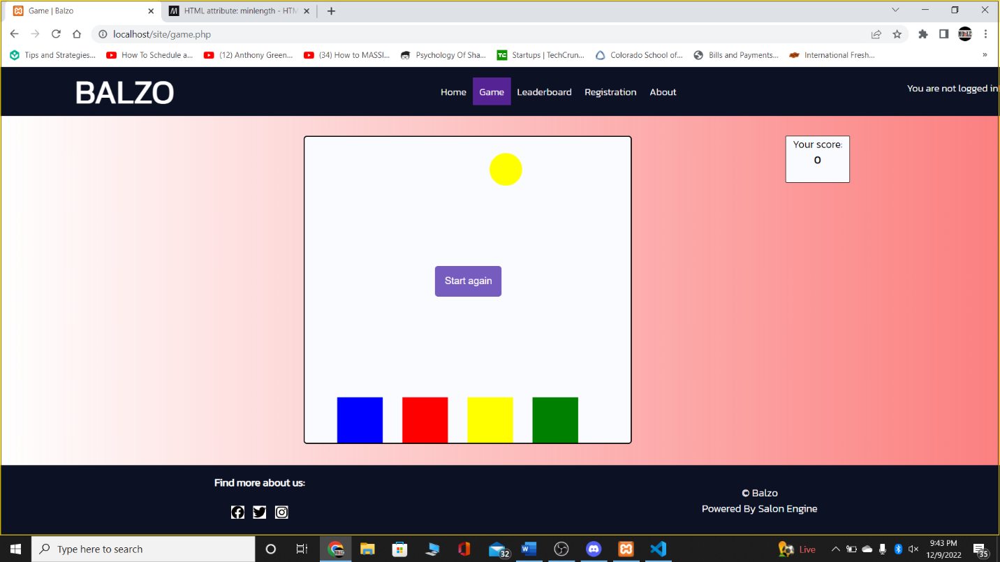 Game | Balzo
HTML attribute: minlength - HTM
localhost/site/game.php
Tips and Strategies...
How To Schedule a...
(12) Anthony Green...
(34) How to MASSI...
Psychology Of Sha...
Startups | TechCrun...
Colorado School of...
Bills and Payments...
International Fresh...
»
BALZO
Home
Game
Leaderboard
Registration
About
You are not logged in
Your score:
0
Start again
Find more about us:
© Balzo
Powered By Salon Engine
Type here to search
32
Live
9:43 PM
12/9/2022
35